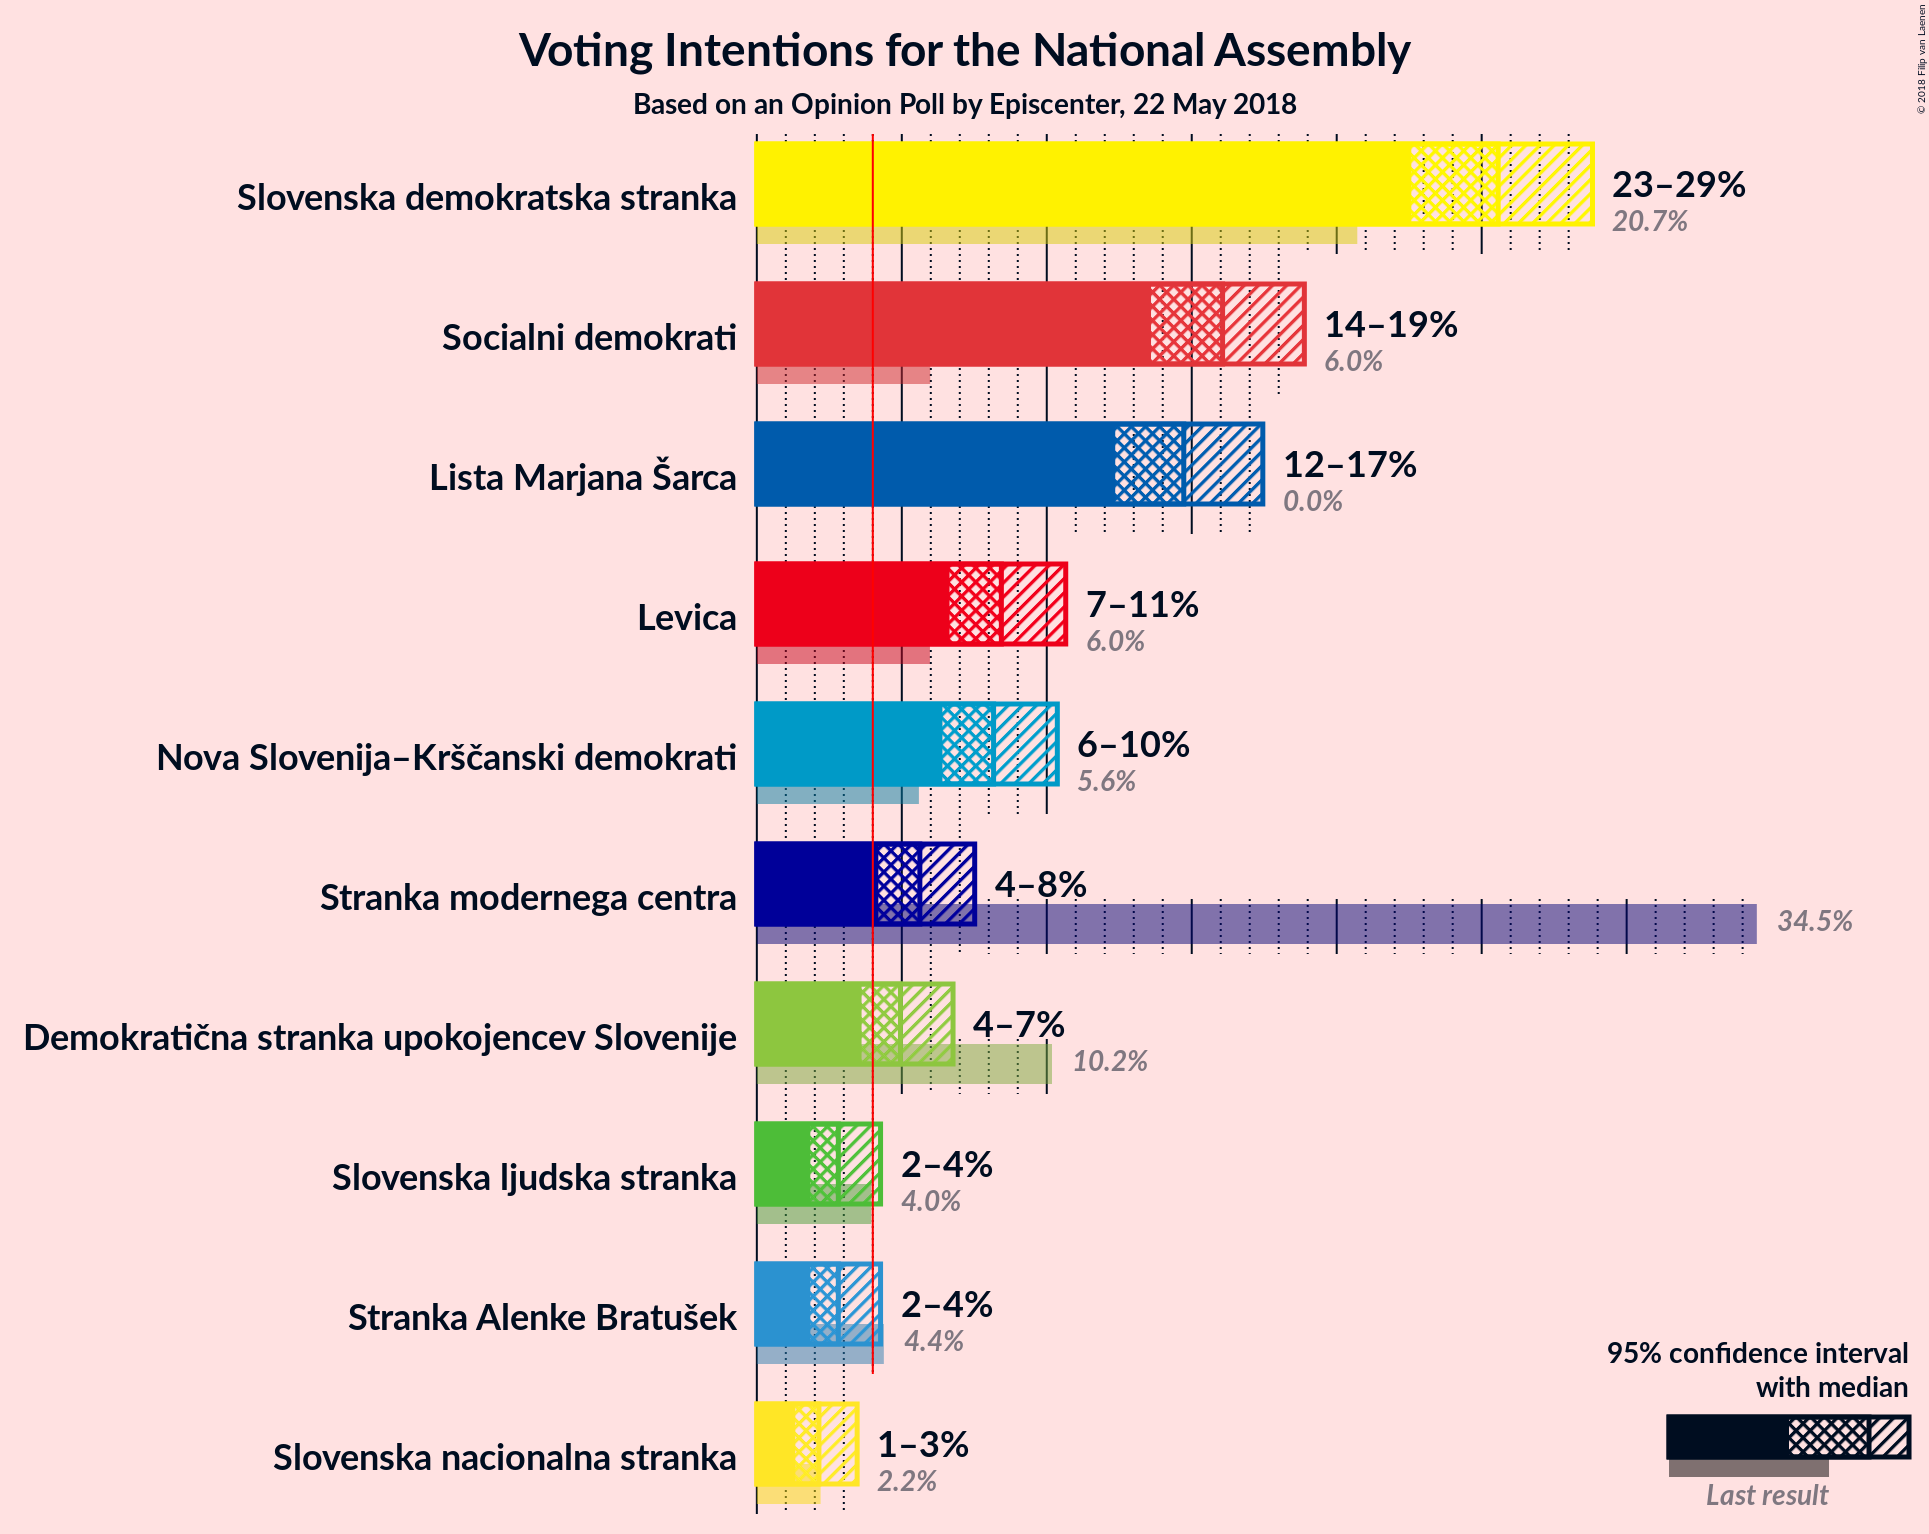 Voting Intentions for the National Assembly
Based on an Opinion Poll by Episcenter, 22 May 2018
© 2018 Filip van Laenen
Slovenska demokratska stranka
23–29%
20.7%
Socialni demokrati
14–19%
6.0%
Lista Marjana Šarca
12–17%
0.0%
Levica
7–11%
6.0%
Nova Slovenija–Krščanski demokrati
6–10%
5.6%
Stranka modernega centra
4–8%
34.5%
Demokratična stranka upokojencev Slovenije
4–7%
10.2%
Slovenska ljudska stranka
2–4%
4.0%
Stranka Alenke Bratušek
2–4%
4.4%
Slovenska nacionalna stranka
1–3%
2.2%
95% confidence interval
with median
Last result